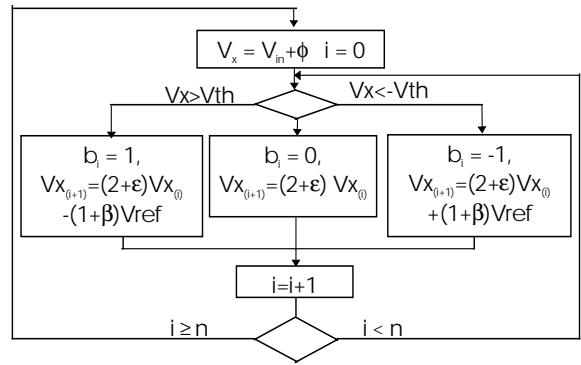 Vx = Vin+ϕ i = 0
Vx>Vth
Vx<-Vth
bi = 1,
Vx(i+1)=(2+ε)Vx(i)
-(1+β)Vref
bi = 0,
Vx(i+1)=(2+ε) Vx(i)
bi = -1,
Vx(i+1)=(2+ε)Vx(i)
+(1+β)Vref
i=i+1
i ≥ n
i < n